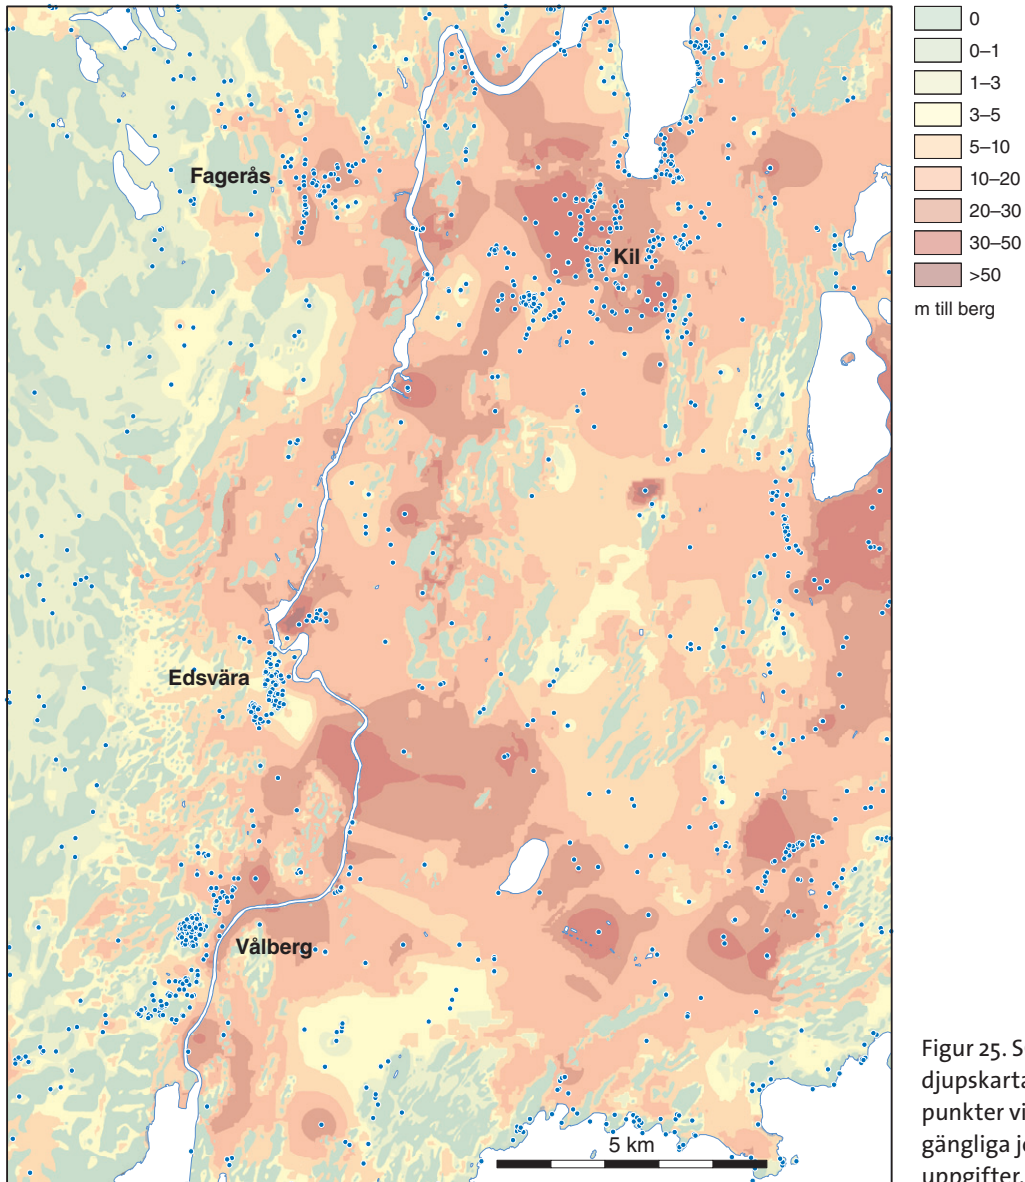 0
0–1
1–3
3–5
5–10
10–20
20–30
30–50
>50
m till berg
Fagerås
Kil
Edsvära
Vålberg
5 km
Figur 25.
djupskarta
punkter
gängliga
uppgifter.